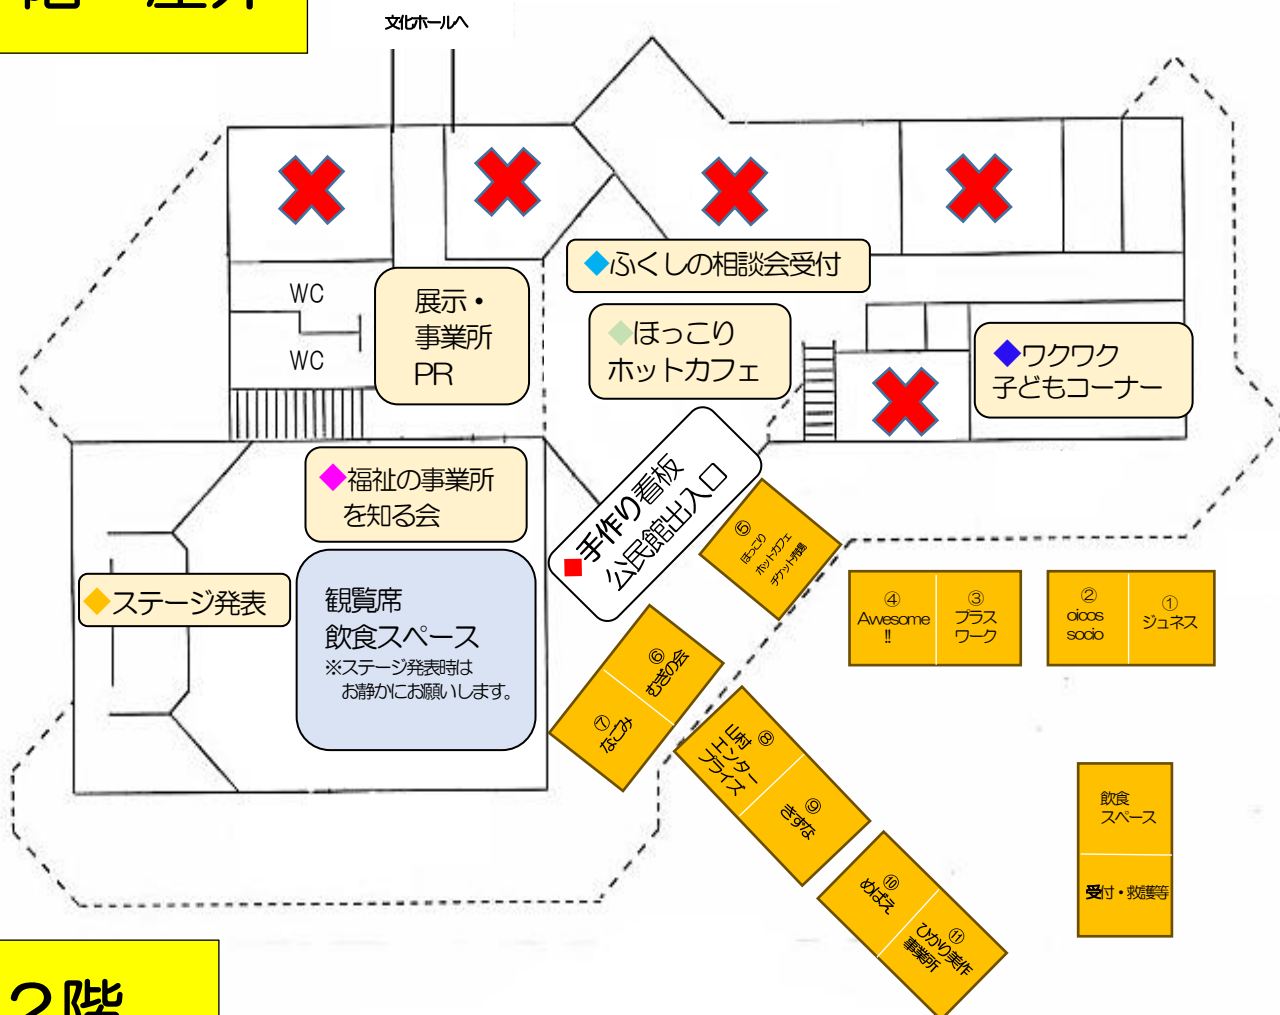 文化ホールへ
◆ふくしの相談会受付
WC
WC
展示・
事業所
PR
◆ほっこり
ホットカフェ
◆ワクワク
子どもコーナー
◆福祉の事業所
を知る会
■手作り看板
公民館出入口
◆ステージ発表
観覧席
飲食スペース
※ステージ発表時は
お静かにお願いします。
⑤
ほっこり
ホットカフェ
チケット売場
④
Awesome
!!
③
プラス
ワーク
②
oicos
socio
①
ジュネス
⑥
むぎの会
⑦
なごみ
⑧
山村
エンター
プライズ
⑨
きずな
⑩
めばえ
⑪
ひかり美作
事業所
飲食
スペース
受付・救護等
2階